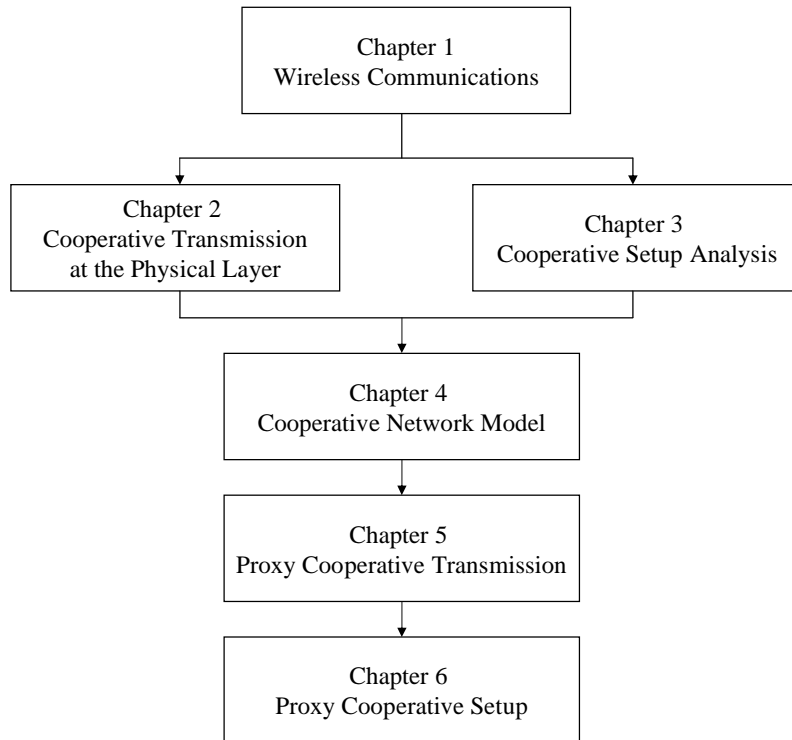 Chapter 1
Wireless Communications
Chapter 2
Cooperative Transmission
at the Physical Layer
Chapter 3
Cooperative Setup Analysis
Chapter 4
Cooperative Network Model
Chapter 5
Proxy Cooperative Transmission
Chapter 6
Proxy Cooperative Setup